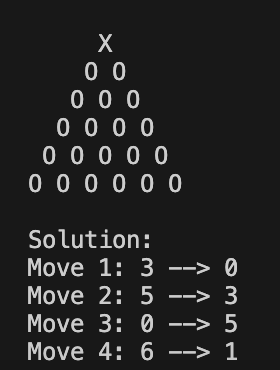 X
O O
O O O
O O O O
O O O O O
O O O O O O
Solution:
Move 1: 3 --> 0
Move 2: 5 --> 3
Move 3: 0 --> 5
Move 4: 6 --> 1